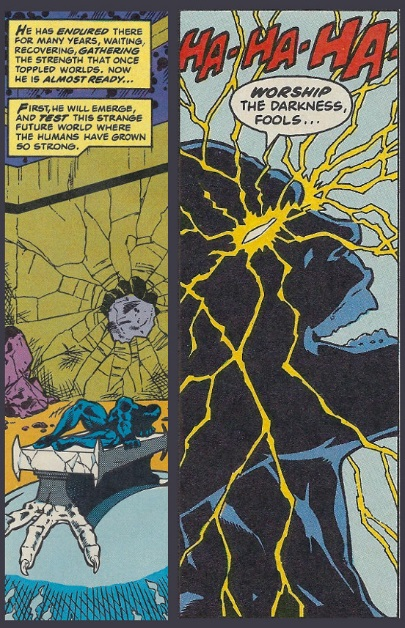 HE HAS ENDURED THERE
FOR MANY YEARS, WAITING,
RECOVERING, GATHERING
THE STRENGTH THAT ONCE
TOPPLED WORLDS. NOW
HE IS ALMOST READY...
FIRST, HE WILL EMERGE,
AND TEST THIS STRANGE
FUTURE WORLD WHERE
THE HUMANS HAVE GROWN
SO STRONG.
HA-HA-HA-HA-
WORSHIP
THE DARKNESS,
FOOLS...